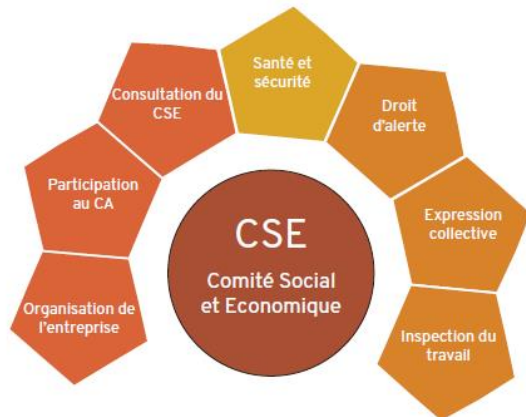 Santé et
sécurité
Consultation du
CSE
Droit
d'alerte
Participation
au CA
Expression
collective
CSE
Comité Social
et Economique
Organisation de
l'entreprise
Inspection du
travail